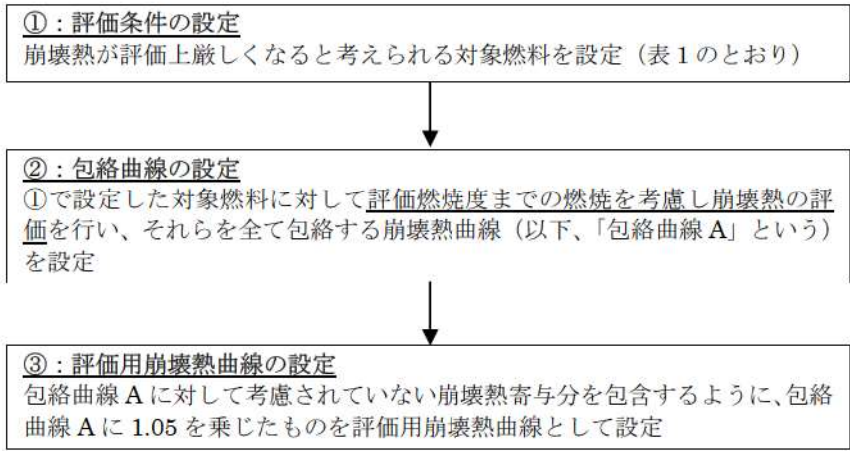 ①：評価条件の設定
崩壊熱が評価上厳しくなると考えられる対象燃料を設定（表 1 のとおり）
②：包絡曲線の設定
①で設定した対象燃料に対して評価燃焼度までの燃焼を考慮し崩壊熱の評
価を行い、それらを全て包絡する崩壊熱曲線（以下、「包絡曲線 A」という）
を設定
③：評価用崩壊熱曲線の設定
包絡曲線 A に対して考慮されていない崩壊熱寄与分を包含するように、包絡
曲線 A に 1.05 を乗じたものを評価用崩壊熱曲線として設定